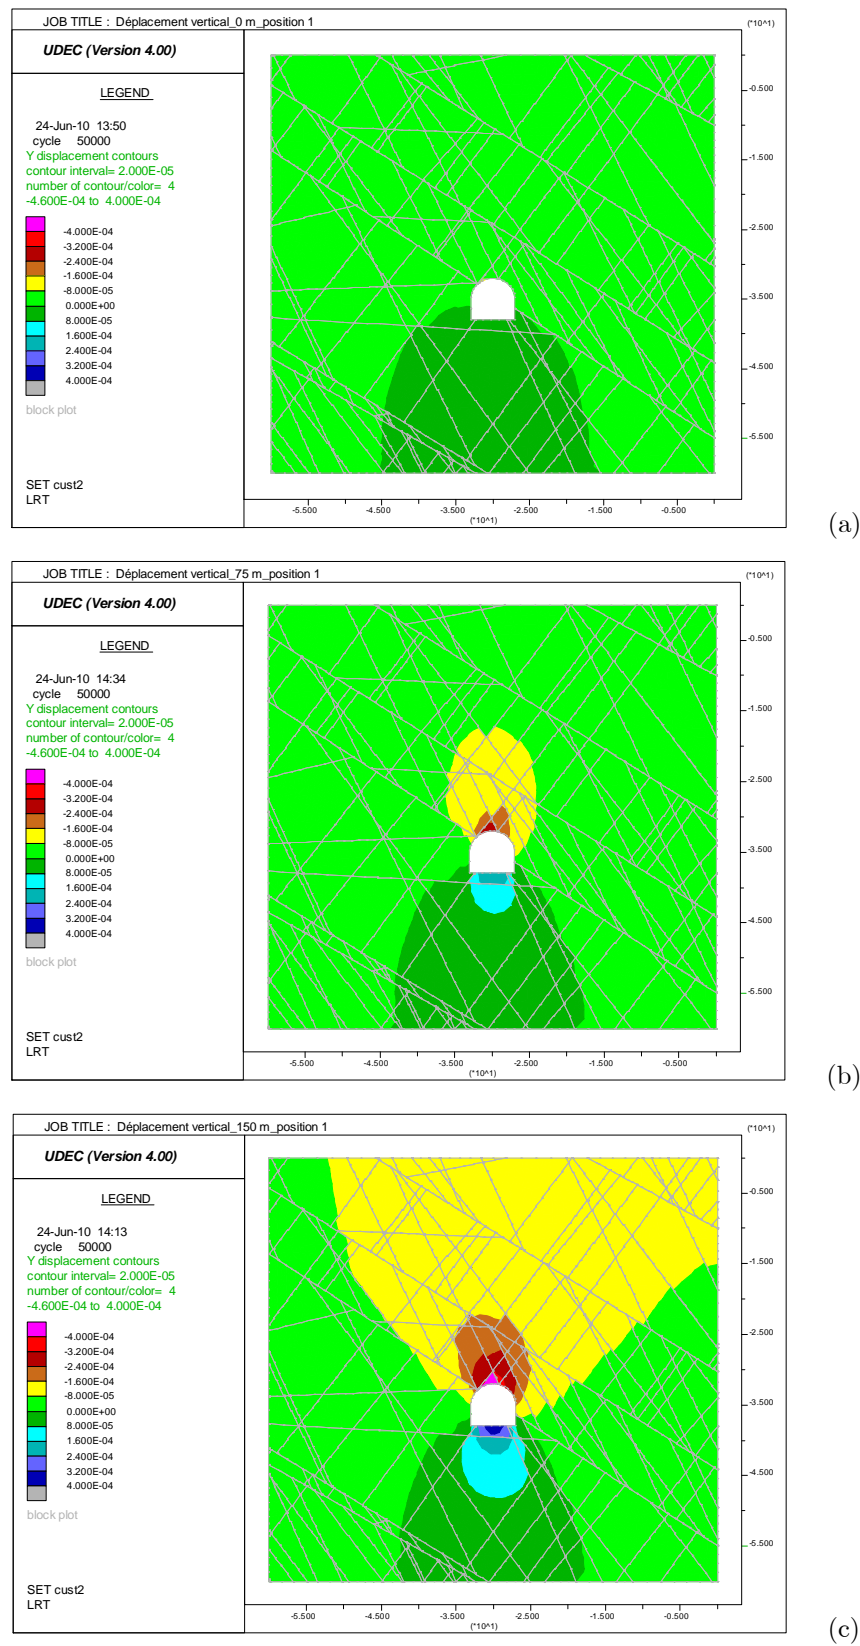 JOB TITLE : Déplacement vertical_0 m_position 1
(*10^1)
UDEC (Version 4.00)
LEGEND
24-Jun-10 13:50
cycle 50000
Y displacement contours
contour interval= 2.000E-05
number of contour/color= 4
-4.600E-04 to 4.000E-04
-4.000E-04
-3.200E-04
-2.400E-04
-1.600E-04
-8.000E-05
0.000E+00
8.000E-05
1.600E-04
2.400E-04
3.200E-04
4.000E-04
block plot
SET cust2
LRT
-0.500
-1.500
-2.500
-3.500
-4.500
-5.500
-5.500 -4.500 -3.500 -2.500 -1.500 -0.500
(*10^1)
(a)
JOB TITLE : Déplacement vertical_75 m_position 1
(*10^1)
UDEC (Version 4.00)
LEGEND
24-Jun-10 14:34
cycle 50000
Y displacement contours
contour interval= 2.000E-05
number of contour/color= 4
-4.600E-04 to 4.000E-04
-4.000E-04
-3.200E-04
-2.400E-04
-1.600E-04
-8.000E-05
0.000E+00
8.000E-05
1.600E-04
2.400E-04
3.200E-04
4.000E-04
block plot
SET cust2
LRT
-0.500
-1.500
-2.500
-3.500
-4.500
-5.500
-5.500 -4.500 -3.500 -2.500 -1.500 -0.500
(*10^1)
(b)
JOB TITLE : Déplacement vertical_150 m_position 1
(*10^1)
UDEC (Version 4.00)
LEGEND
24-Jun-10 14:13
cycle 50000
Y displacement contours
contour interval= 2.000E-05
number of contour/color= 4
-4.600E-04 to 4.000E-04
-4.000E-04
-3.200E-04
-2.400E-04
-1.600E-04
-8.000E-05
0.000E+00
8.000E-05
1.600E-04
2.400E-04
3.200E-04
4.000E-04
block plot
SET cust2
LRT
-0.500
-1.500
-2.500
-3.500
-4.500
-5.500
-5.500 -4.500 -3.500 -2.500 -1.500 -0.500
(*10^1)
(c)